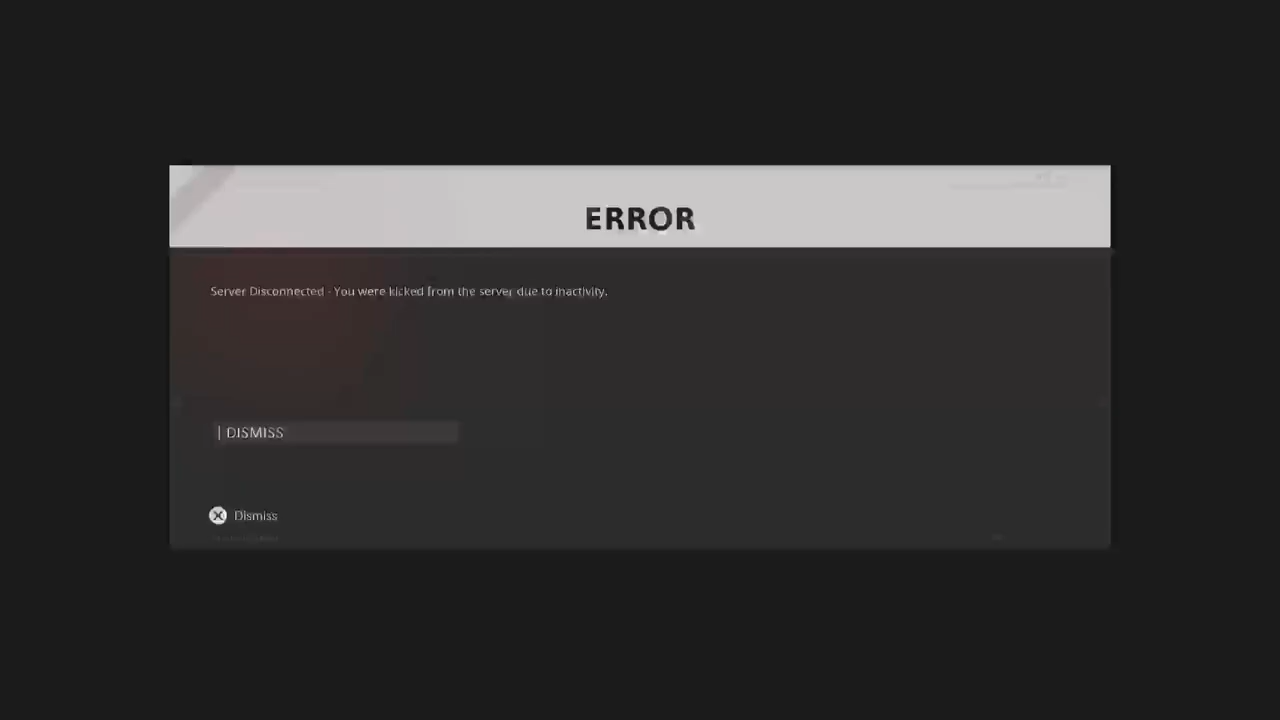 ERROR
Server Disconnected - You were kicked from the server due to inactivity.
| DISMISS
Dismiss